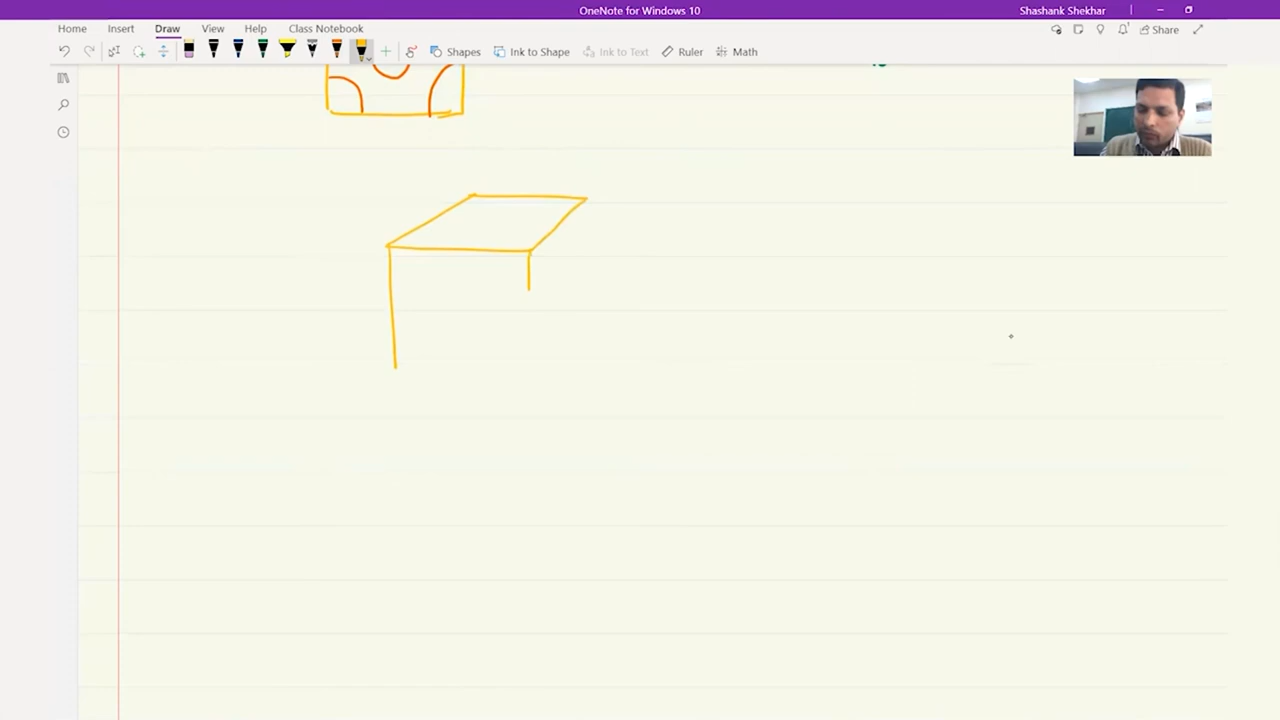 OneNote for Windows 10
Shashank Shekhar
Home Insert Draw View Help Class Notebook
Share
Shapes Ink to Shape Ink to Text Ruler Math